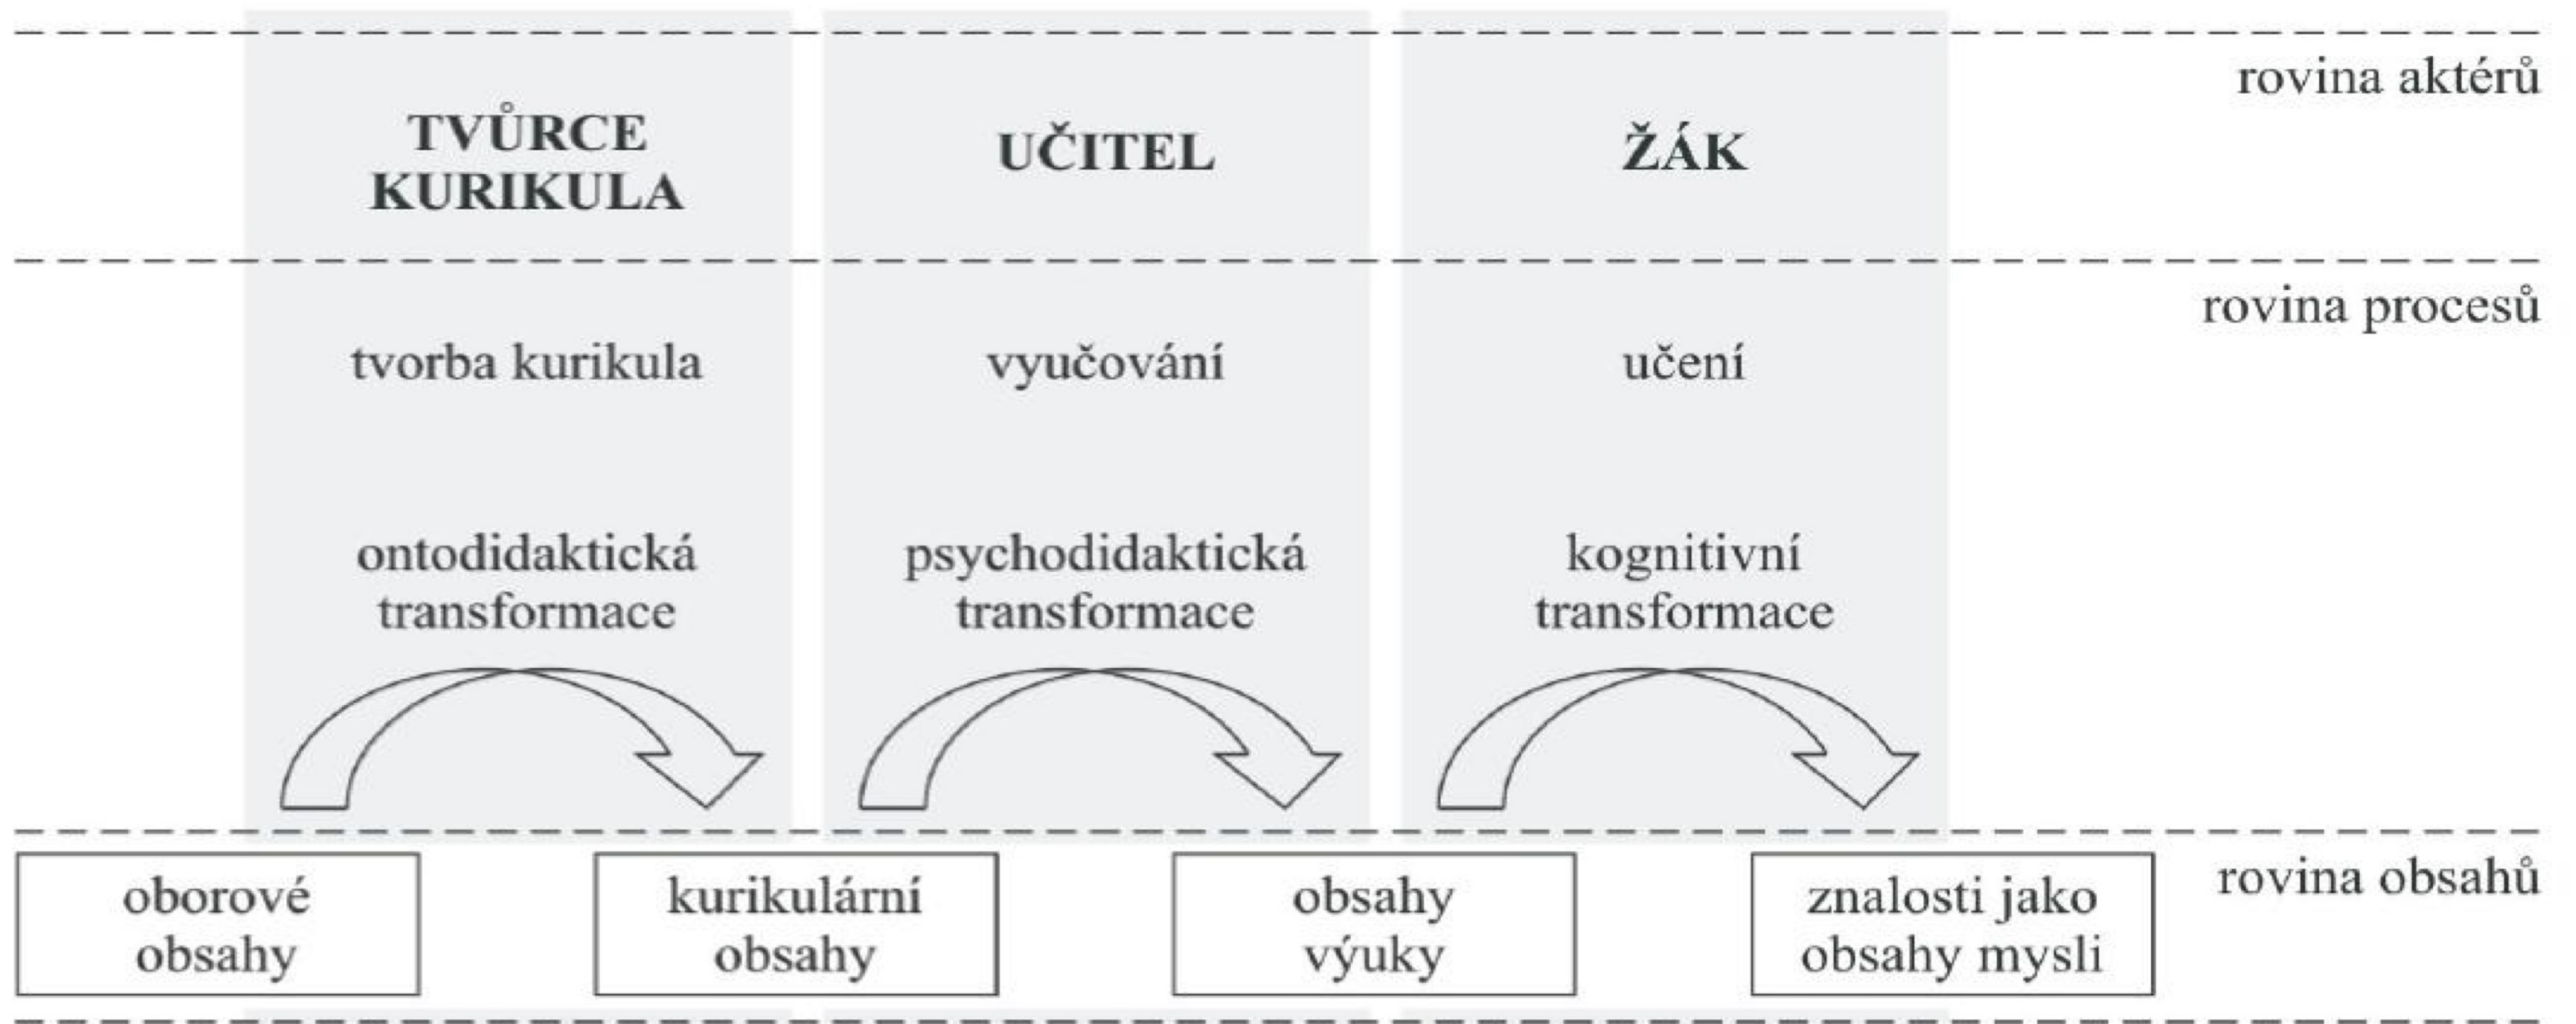 rovina aktérů
TVŮRCE
KURIKULA
UČITEL
ŽÁK
rovina procesů
tvorba kurikula
vyučování
učení
ontodidaktická
transformace
psychodidaktická
transformace
kognitivní
transformace
oborové
obsahy
kurikulární
obsahy
obsahy
výuky
znalosti jako
obsahy mysli
rovina obsahů